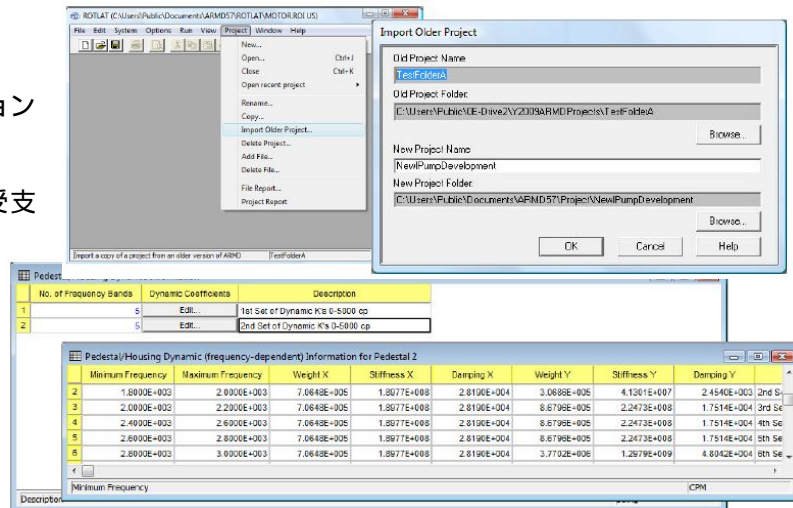 ョン
受支
ROTLAT (C:\Users\Public\Documents\ARMD57\ROTLAT\MOTOR.ROL US)
File Edit System Options Run View Project Window Help
New...
Open... Ctrl+J
Close Ctrl+K
Open recent project
Rename...
Copy...
Import Older Project...
Delete Project...
Add File...
Delete File...
File Report...
Project Report
Import a copy of a project from an older version of ARMD TestFolderA
Import Older Project
Old Project Name
TestFolderA
Old Project Folder:
C:\Users\Public\OE-Drive2\Y2009ARMDProjects\TestFolderA
Browse...
New Project Name
NewPumpDevelopment
New Project Folder:
C:\Users\Public\Documents\ARMD57\Project\NewPumpDevelopment
Browse...
OK Cancel Help
No. of Frequency Bands Dynamic Coefficients Description
1 5 Edit... 1st Set of Dynamic K's 0-5000 cp
2 5 Edit... 2nd Set of Dynamic K's 0-5000 cp
Pedestal/Housing Dynamic (frequency-dependent) Information for Pedestal 2
Minimum Frequency Maximum Frequency Weight X Stiffness X Damping X Weight Y Stiffness Y Damping Y
2 1.8000E+003 2.0000E+003 7.0648E+005 1.8977E+008 2.8190E+004 3.0686E+005 4.1301E+007 2.4540E+003 2nd S
3 2.0000E+003 2.2000E+003 7.0648E+005 1.8977E+008 2.8190E+004 8.6796E+005 2.2473E+008 1.7514E+004 3rd Se
4 2.4000E+003 2.6000E+003 7.0648E+005 1.8977E+008 2.8190E+004 8.6796E+005 2.2473E+008 1.7514E+004 4th Se
5 2.6000E+003 2.8000E+003 7.0648E+005 1.8977E+008 2.8190E+004 8.6796E+005 2.2473E+008 1.7514E+004 5th Se
6 2.8000E+003 3.0000E+003 7.0648E+005 1.8977E+008 2.8190E+004 3.7702E+005 1.2979E+009 4.8042E+004 6th Se
Minimum Frequency CPM
Description